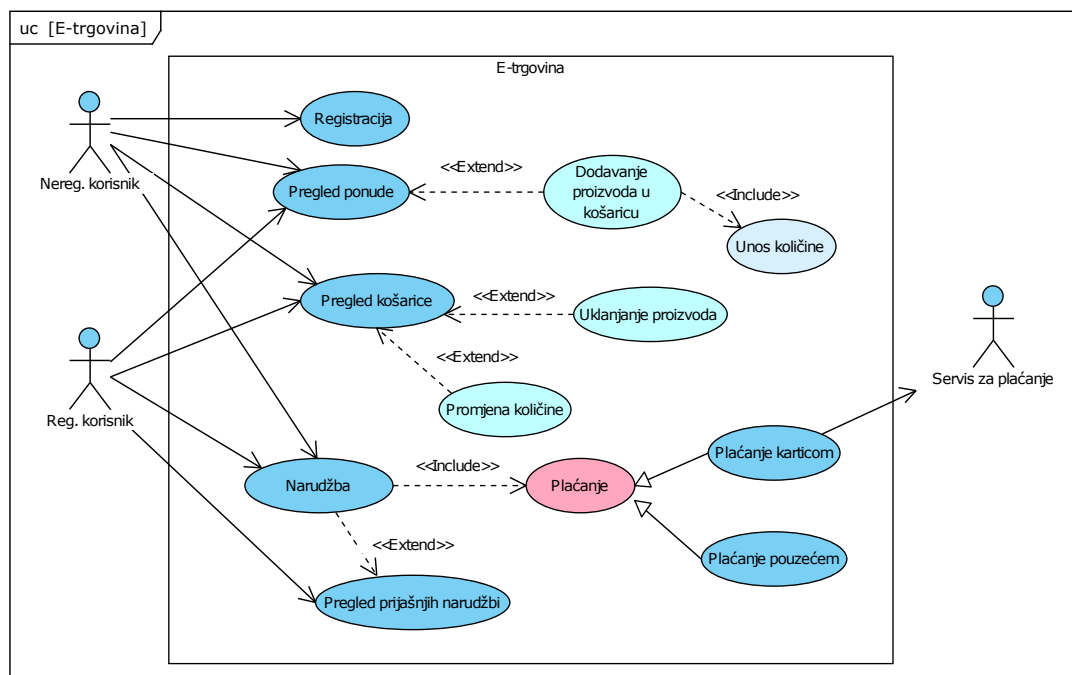 uc [E-trgovina]
E-trgovina
Nereg. korisnik
Registracija
Pregled ponude
<<Extend>>
Dodavanje
proizvoda u
košaricu
<<Include>>
Unos količine
Pregled košarice
<<Extend>>
Uklanjanje proizvoda
Servis za plaćanje
Reg. korisnik
<<Extend>>
Promjena količine
Narudžba
<<Include>>
Plaćanje
Plaćanje karticom
<<Extend>>
Plaćanje pouzećem
Pregled prijašnjih narudžbi